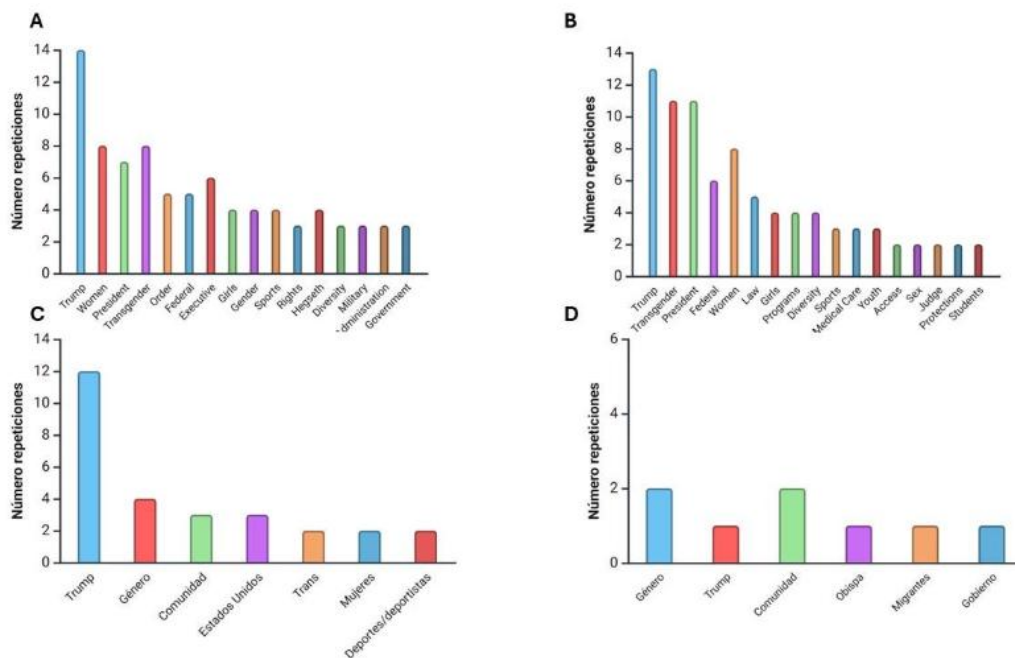 A
Número repeticiones
14
12
10
8
6
4
2
0
Trump
Women
President
Transgender
Order
Federal
Executive
Girls
Gender
Sports
Rights
Hegseth
Diversity
Military
dministration
Government
B
Número repeticiones
14
12
10
8
6
4
2
0
Trump
Transgender
President
Federal
Women
Law
Girls
Programs
Diversity
Sports
Medical Care
Youth
Access
Sex
Judge
Protections
Students
C
Número repeticiones
14
12
10
8
6
4
2
0
Trump
Género
Comunidad
Estados Unidos
Trans
Mujeres
Deportes/deportistas
D
Número repeticiones
6
4
2
0
Género
Trump
Comunidad
Obispa
Migrantes
Gobierno